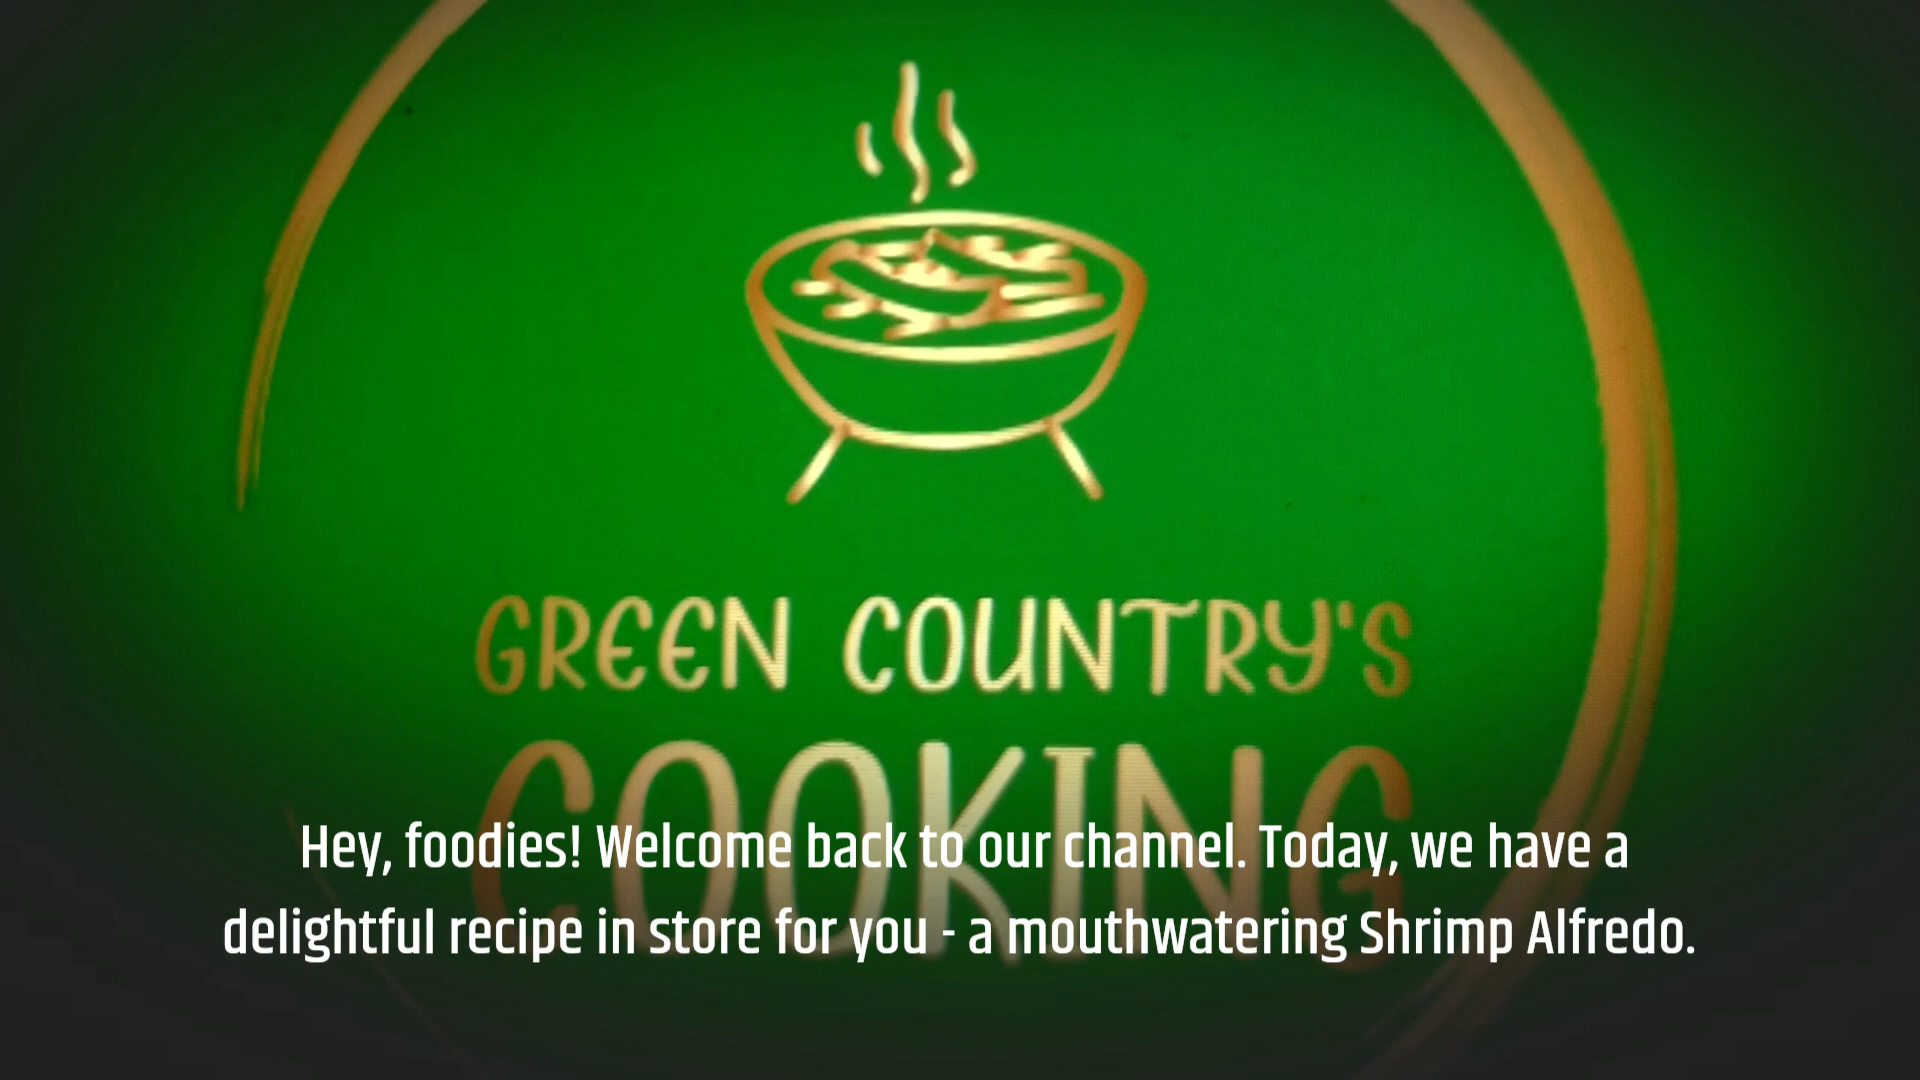 GREEN COUNTRY'S
COOKING
Hey, foodies! Welcome back to our channel. Today, we have a
delightful recipe in store for you - a mouthwatering Shrimp Alfredo.